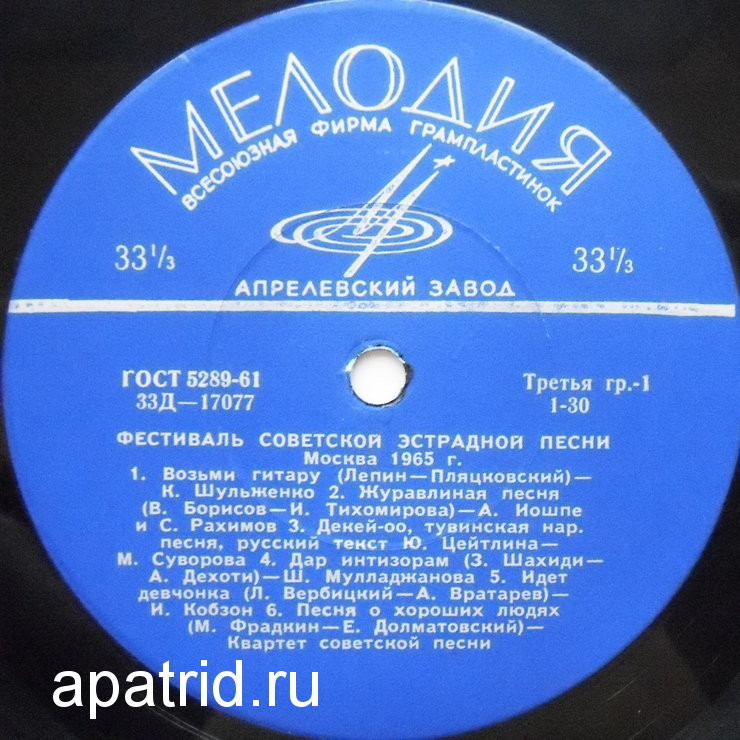 МЕЛОДИЯ
ВСЕСОЮЗНАЯ ФИРМА ГРАМПЛАСТИНОК
33⅓ 33⅓
АПРЕЛЕВСКИЙ ЗАВОД
ГОСТ 5289-61 Третья гр.-1
33Д—17077 1-30
ФЕСТИВАЛЬ СОВЕТСКОЙ ЭСТРАДНОЙ ПЕСНИ
Москва 1965 г.
1. Возьми гитару (Лепин—Пляцковский)—
К. Шульженко 2. Журавлиная песня
(В. Борисов—И. Тихомирова)—А. Иошпе
и С. Рахимов 3. Декей-оо, тувинская нар.
песня, русский текст Ю. Цейтлина—
М. Суворова 4. Дар интизорам (З. Шахиди—
А. Дехоти)—Ш. Мулладжанова 5. Идет
девчонка (Л. Вербицкий—А. Вратарев)—
И. Кобзон 6. Песня о хороших людях
(М. Фрадкин—Е. Долматовский)—
Квартет советской песни
apatrid.ru